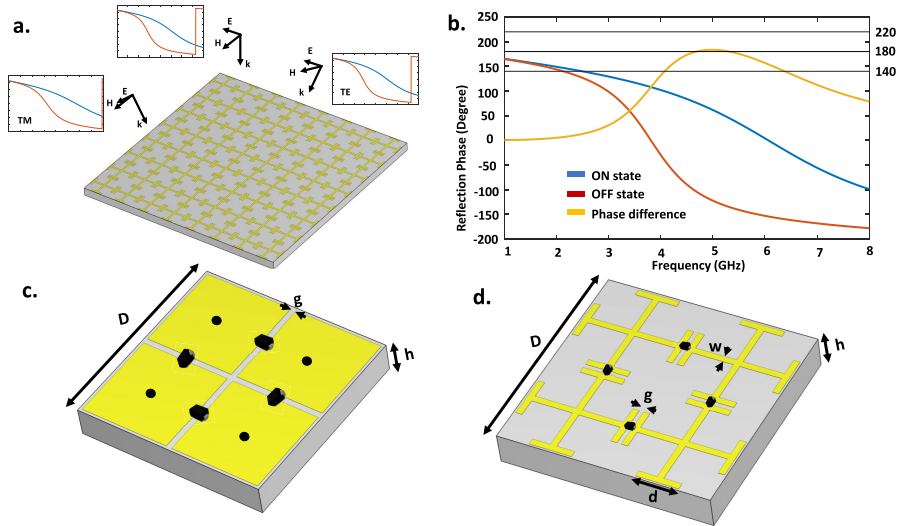 a.
E
H
k
E
H
k
TE
E
H
k
TM
b.
250
200
150
100
50
0
-50
-100
-150
-200
220
180
140
Reflection Phase (Degree)
ON state
OFF state
Phase difference
1 2 3 4 5 6 7 8
Frequency (GHz)
c.
D
g
h
d.
D
w
h
g
d